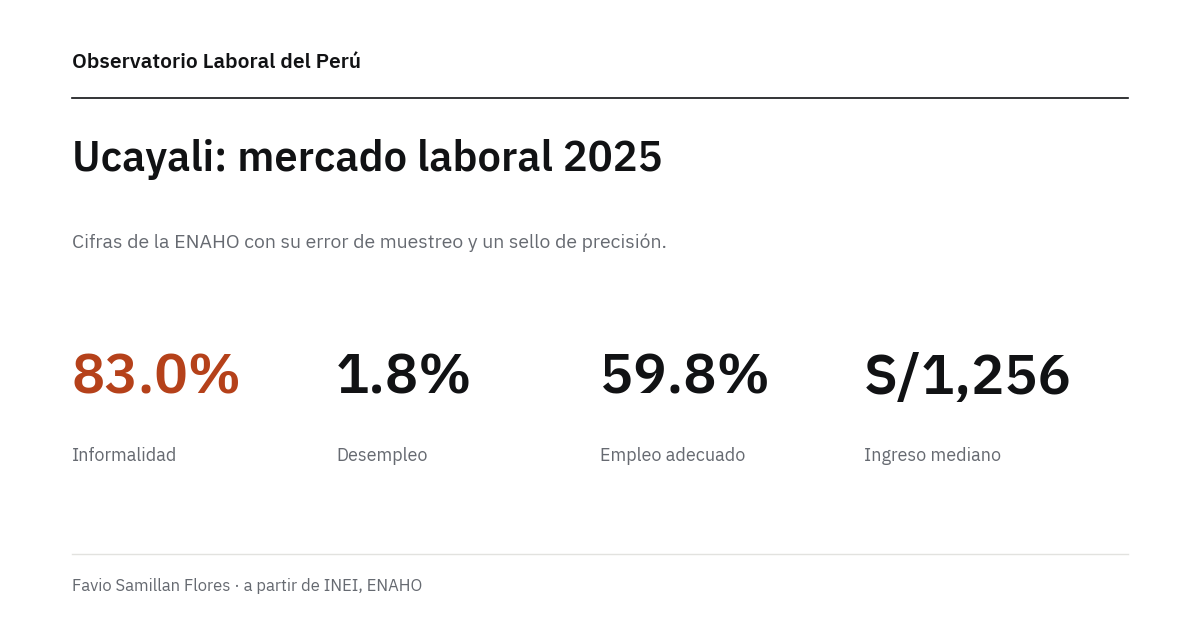 Observatorio Laboral del Perú
Ucayali: mercado laboral 2025
Cifras de la ENAHO con su error de muestreo y un sello de precisión.
83.0% 1.8% 59.8% S/1,256
Informalidad Desempleo Empleo adecuado Ingreso mediano
Favio Samillan Flores · a partir de INEI, ENAHO